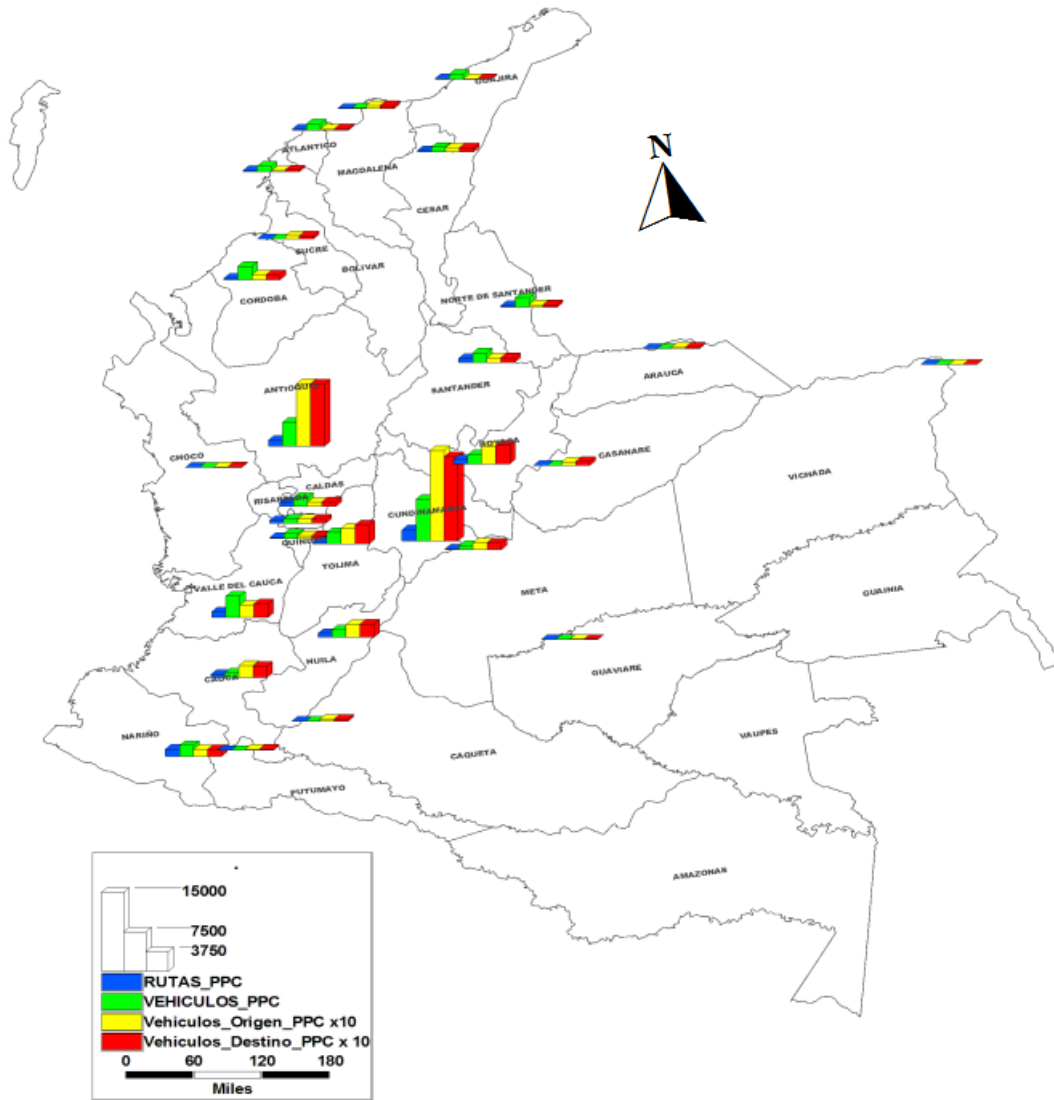 GUAJIRA
N
ATLANTICO
MAGDALENA
CESAR
SUCRE
BOLIVAR
CORDOBA
NORTE DE SANTANDER
ANTIOQUIA
SANTANDER
ARAUCA
BOYACA
CHOCO
CASANARE
CALDAS
VICHADA
RISARALDA
CUNDINAMARCA
QUINDIO
TOLIMA
VALLE DEL CAUCA
META
GUAINIA
HUILA
GUAVIARE
CAUCA
NARIÑO
VAUPES
CAQUETA
PUTUMAYO
AMAZONAS
15000
7500
3750
RUTAS_PPC
VEHICULOS_PPC
Vehiculos_Origen_PPC x10
Vehiculos_Destino_PPC x 10
0 60 120 180
Miles